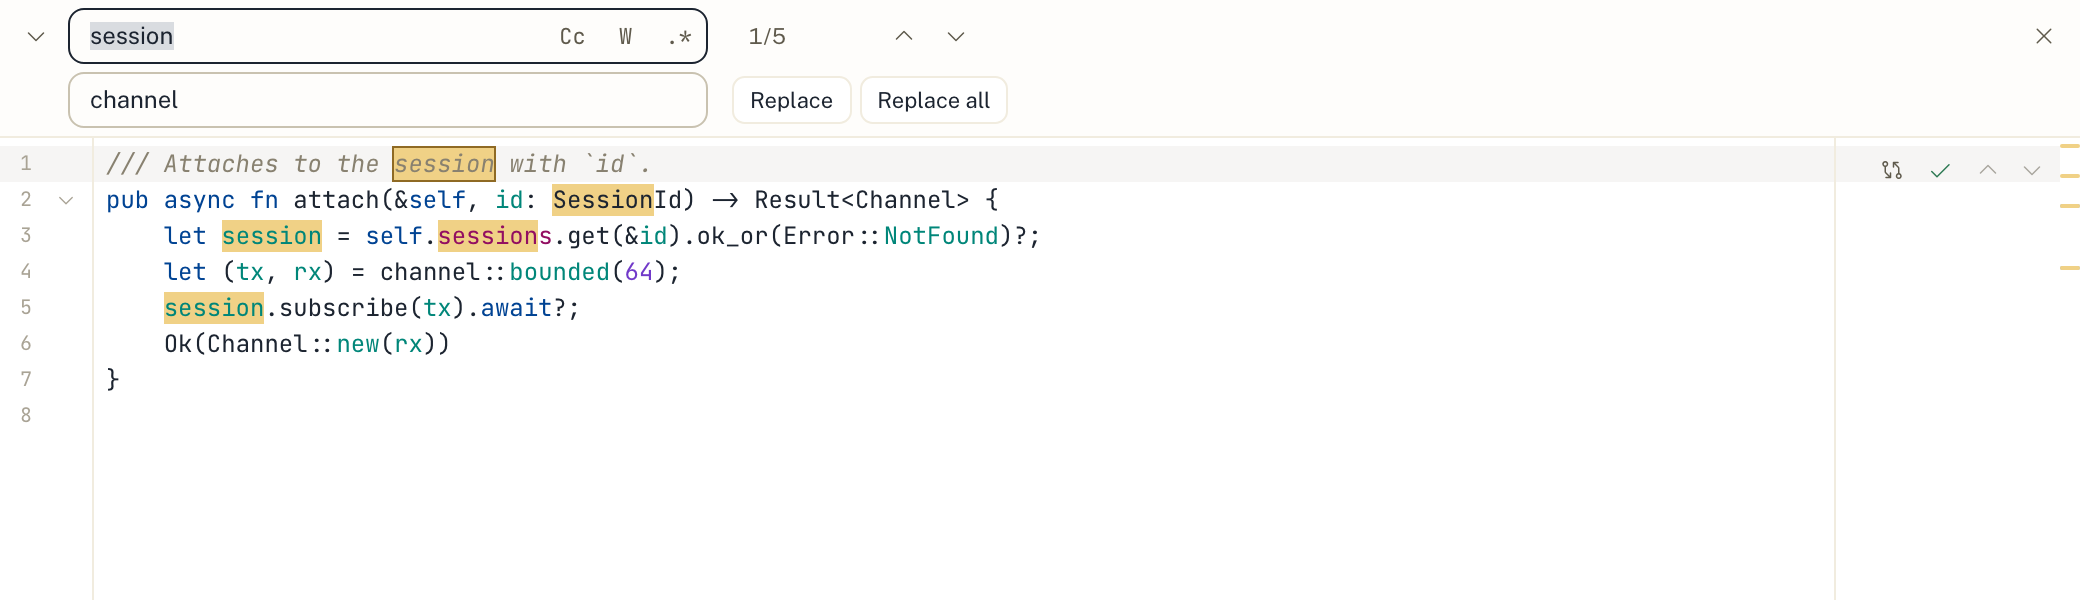 session Cc W .* 1/5
channel Replace Replace all
1 /// Attaches to the session with `id`.
2 pub async fn attach(&self, id: SessionId) -> Result<Channel> {
3 let session = self.sessions.get(&id).ok_or(Error::NotFound)?;
4 let (tx, rx) = channel::bounded(64);
5 session.subscribe(tx).await?;
6 Ok(Channel::new(rx))
7 }
8